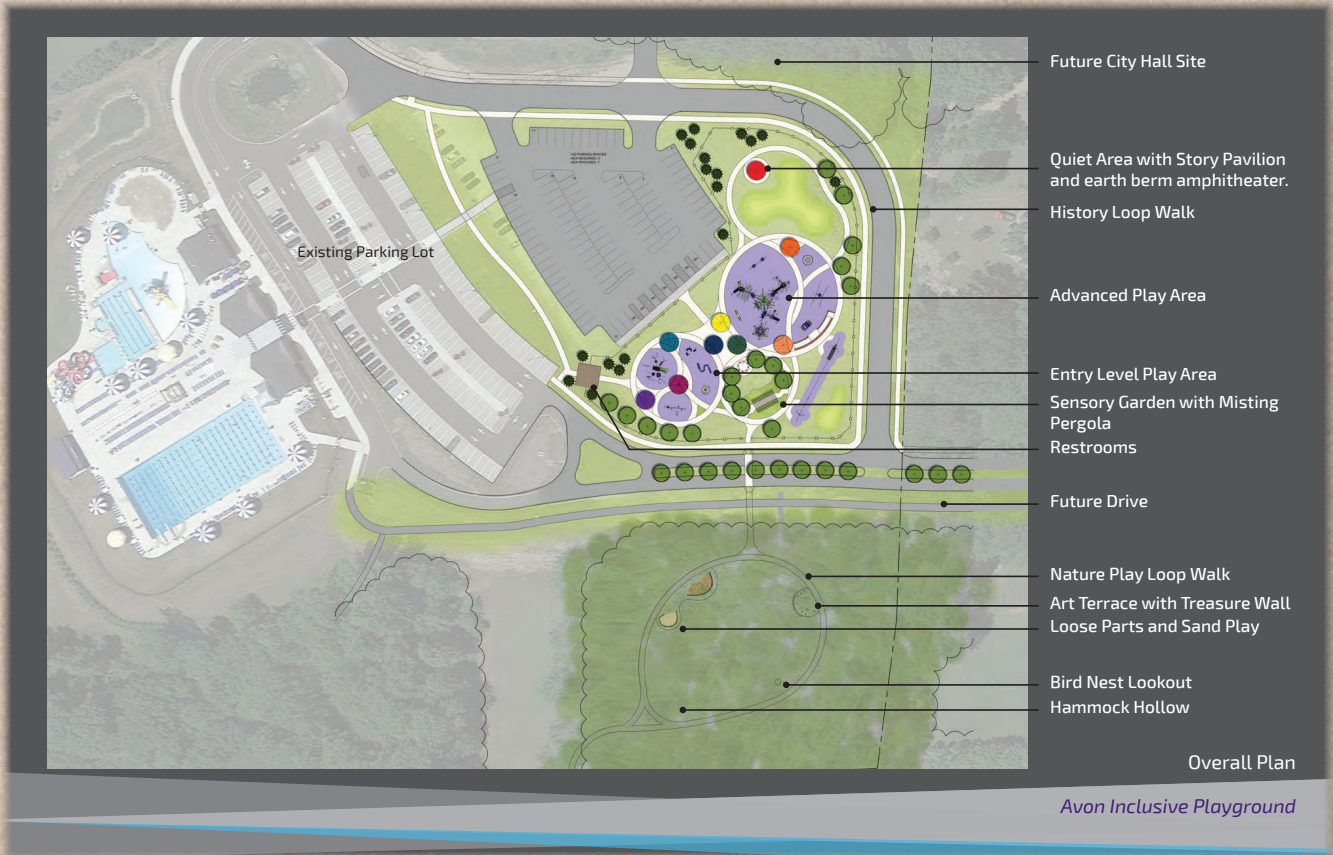 Future City Hall Site
Quiet Area with Story Pavilion
and earth berm amphitheater.
History Loop Walk
Existing Parking Lot
Advanced Play Area
Entry Level Play Area
Sensory Garden with Misting
Pergola
Restrooms
Future Drive
Nature Play Loop Walk
Art Terrace with Treasure Wall
Loose Parts and Sand Play
Bird Nest Lookout
Hammock Hollow
Overall Plan
Avon Inclusive Playground